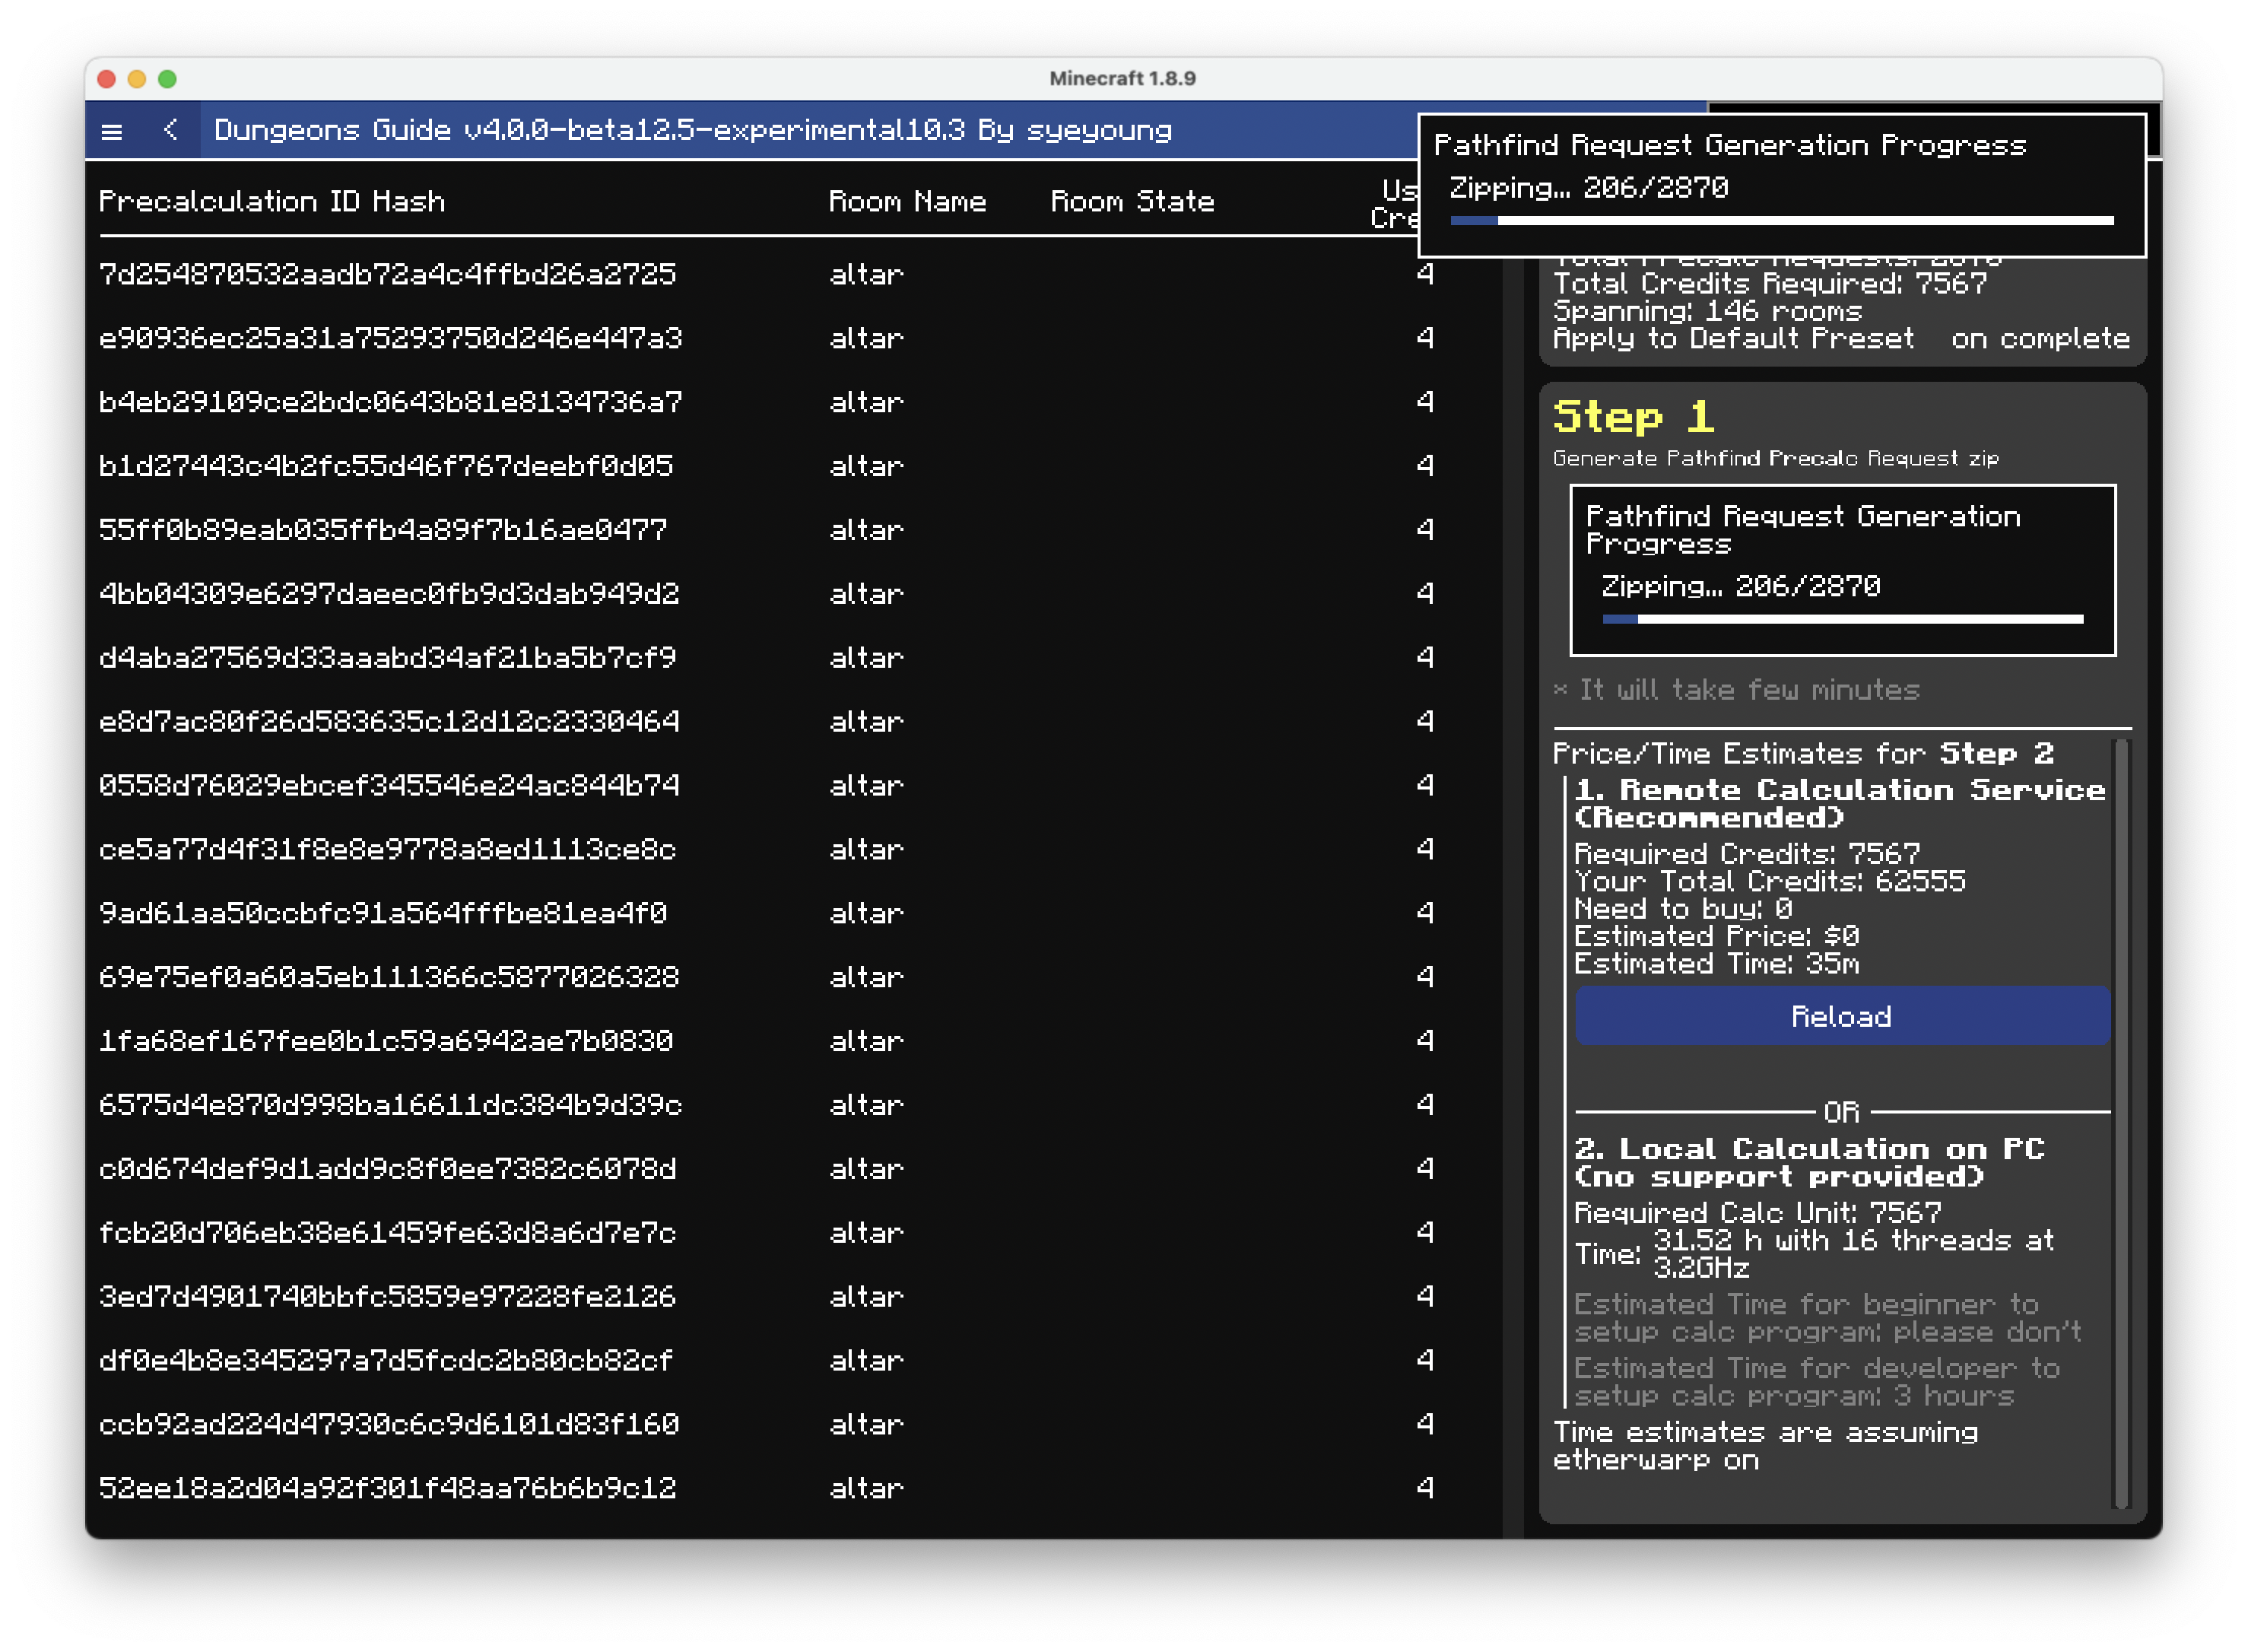 Minecraft 1.8.9
Dungeons Guide v4.0.0-beta12.5-experimental10.3 By syeyoung
Pathfind Request Generation Progress
Zipping... 206/2870
Precalculation ID Hash Room Name Room State
7d254870532aadb72a4c4ffbd26a2725 altar 4
e90936ec25a31a75293750d246e447a3 altar 4
b4eb29109ce2bdc0643b81e8134736a7 altar 4
b1d27443c4b2fc55d46f767deebf0d05 altar 4
55ff0b89eab035ffb4a89f7b16ae0477 altar 4
4bb04309e6297daeec0fb9d3dab949d2 altar 4
d4aba27569d33aaabd34af21ba5b7cf9 altar 4
e8d7ac80f26d583635c12d12c2330464 altar 4
0558d76029ebcef345546e24ac844b74 altar 4
ce5a77d4f31f8e8e9778a8ed1113ce8c altar 4
9ad61aa50ccbfc91a564fffbe81ea4f0 altar 4
69e75ef0a60a5eb111366c5877026328 altar 4
1fa68ef167fee0b1c59a6942ae7b0830 altar 4
6575d4e870d998ba16611dc384b9d39c altar 4
c0d674def9d1add9c8f0ee7382c6078d altar 4
fcb20d706eb38e61459fe63d8a6d7e7c altar 4
3ed7d4901740bbfc5859e97228fe2126 altar 4
df0e4b8e345297a7d5fcdc2b80cb82cf altar 4
ccb92ad224d47930c6c9d6101d83f160 altar 4
52ee18a2d04a92f301f48aa76b6b9c12 altar 4
Total Precalc Requests: 2870
Total Credits Required: 7567
Spanning: 146 rooms
Apply to Default Preset on complete
Step 1
Generate Pathfind Precalc Request zip
Pathfind Request Generation
Progress
Zipping... 206/2870
* It will take few minutes
Price/Time Estimates for Step 2
1. Remote Calculation Service
(Recommended)
Required Credits: 7567
Your Total Credits: 62555
Need to buy: 0
Estimated Price: $0
Estimated Time: 35m
Reload
OR
2. Local Calculation on PC
(no support provided)
Required Calc Unit: 7567
Time: 31.52 h with 16 threads at
3.2GHz
Estimated Time for beginner to
setup calc program: please don't
Estimated Time for developer to
setup calc program: 3 hours
Time estimates are assuming
etherwarp on